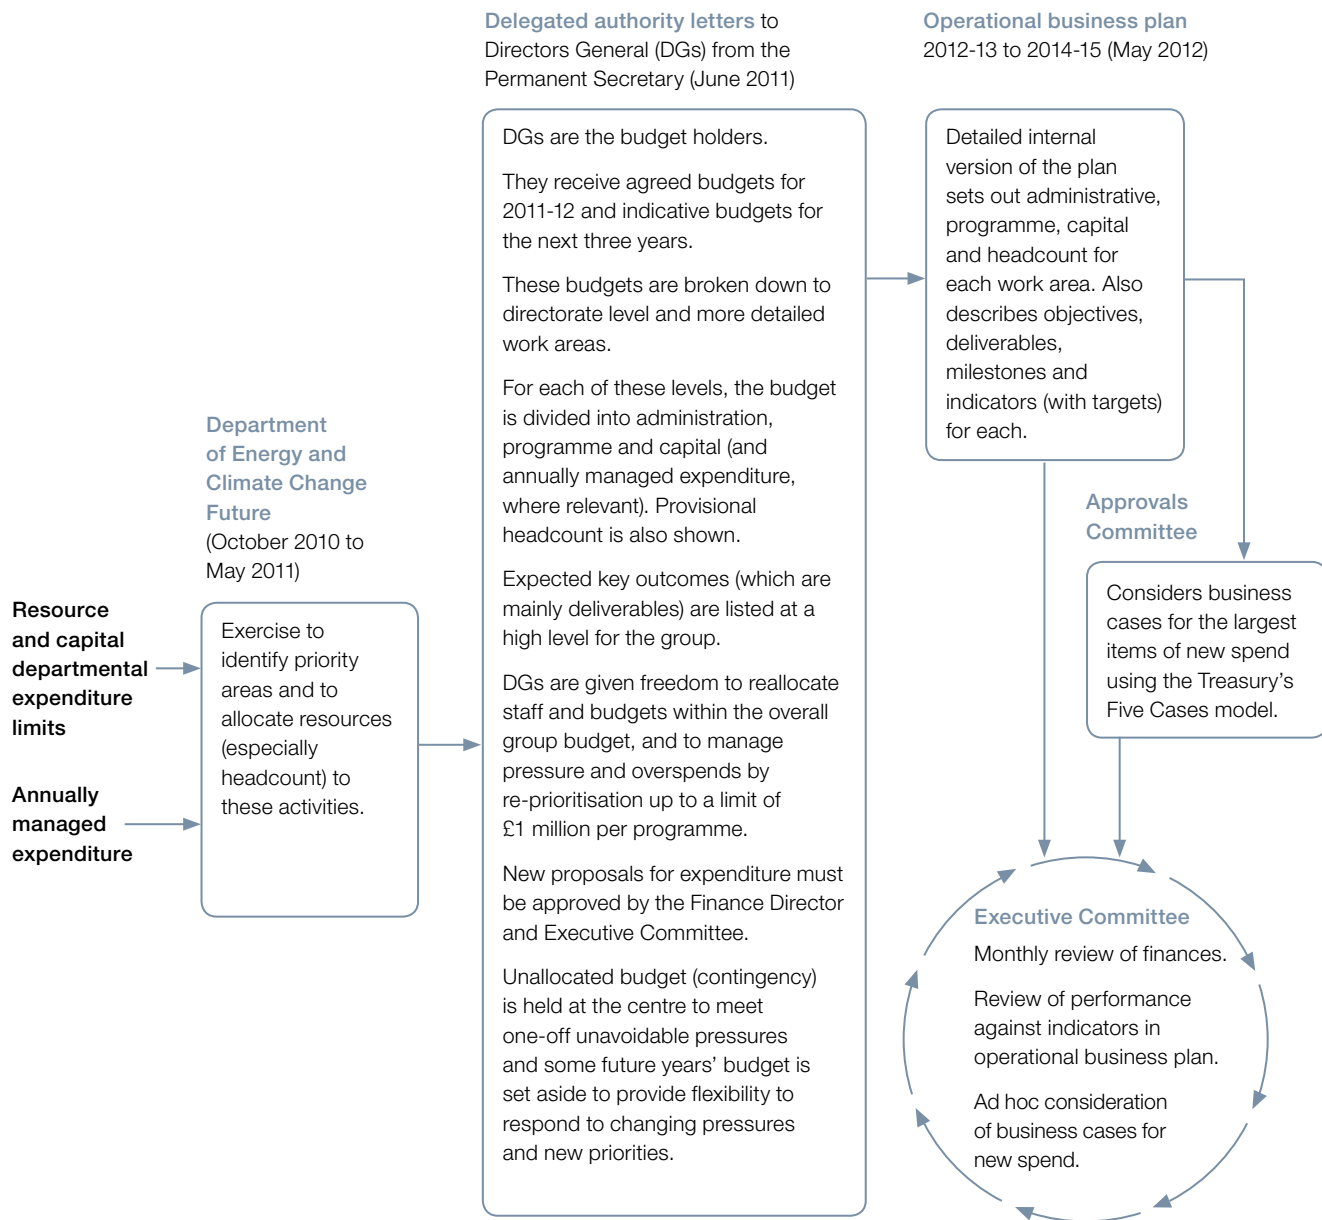 Resource
and capital
departmental
expenditure
limits
Annually
managed
expenditure
Department
of Energy and
Climate Change
Future
(October 2010 to
May 2011)
Exercise to
identify priority
areas and to
allocate resources
(especially
headcount) to
these activities.
Delegated authority letters to
Directors General (DGs) from the
Permanent Secretary (June 2011)
DGs are the budget holders.
They receive agreed budgets for
2011-12 and indicative budgets for
the next three years.
These budgets are broken down to
directorate level and more detailed
work areas.
For each of these levels, the budget
is divided into administration,
programme and capital (and
annually managed expenditure,
where relevant). Provisional
headcount is also shown.
Expected key outcomes (which are
mainly deliverables) are listed at a
high level for the group.
DGs are given freedom to reallocate
staff and budgets within the overall
group budget, and to manage
pressure and overspends by
re-prioritisation up to a limit of
£1 million per programme.
New proposals for expenditure must
be approved by the Finance Director
and Executive Committee.
Unallocated budget (contingency)
is held at the centre to meet
one-off unavoidable pressures
and some future years’ budget is
set aside to provide flexibility to
respond to changing pressures
and new priorities.
Operational business plan
2012-13 to 2014-15 (May 2012)
Detailed internal
version of the plan
sets out administrative,
programme, capital
and headcount for
each work area. Also
describes objectives,
deliverables,
milestones and
indicators (with targets)
for each.
Approvals
Committee
Considers business
cases for the largest
items of new spend
using the Treasury’s
Five Cases model.
Executive Committee
Monthly review of finances.
Review of performance
against indicators in
operational business plan.
Ad hoc consideration
of business cases for
new spend.